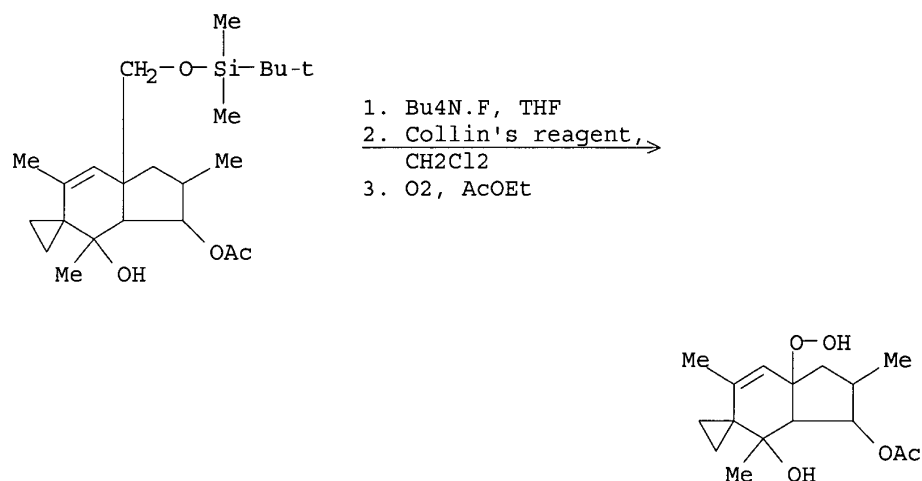 Me
CH2—O—Si—Bu-t
Me
Me
Me
OAc
Me
OH
1. Bu4N.F, THF
2. Collin's reagent,
CH2Cl2
3. O2, AcOEt
O—OH
Me
Me
OAc
Me
OH